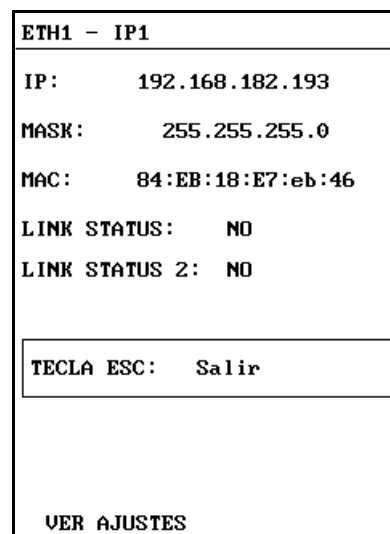 ETH1 - IP1
IP: 192.168.182.193
MASK: 255.255.255.0
MAC: 84:EB:18:E7:eb:46
LINK STATUS: NO
LINK STATUS 2: NO
TECLA ESC: Salir
VER AJUSTES